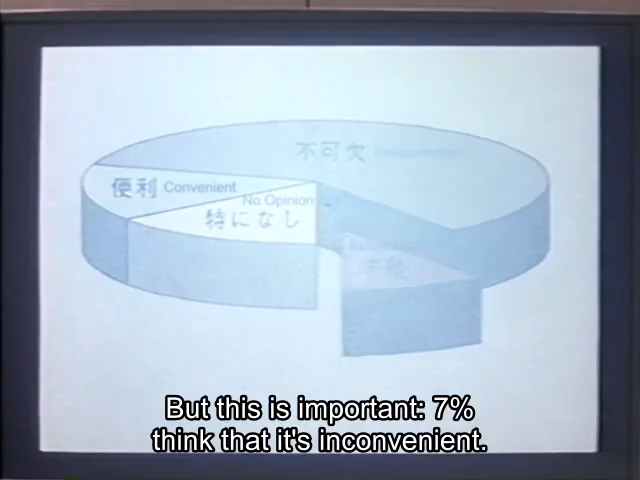 不可欠
便利 Convenient
No Opinion
特になし
But this is important: 7%
think that it's inconvenient.